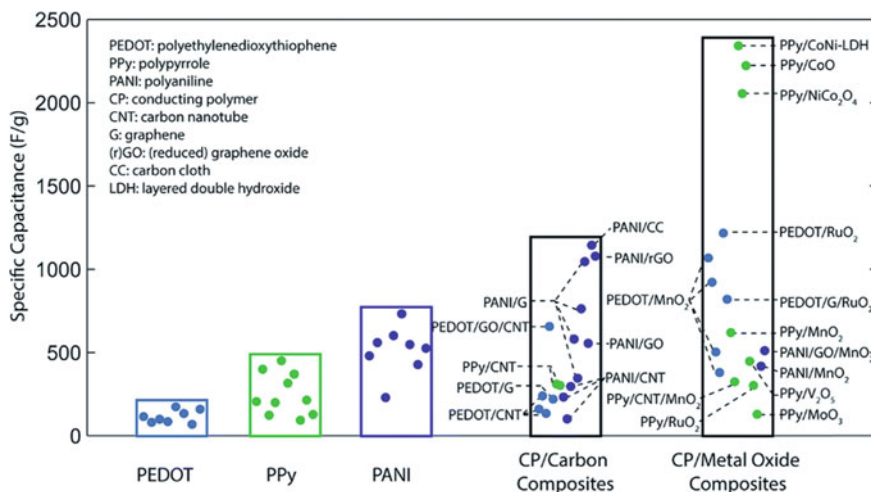 2500
2000
1500
1000
500
0
Specific Capacitance (F/g)
PEDOT: polyethylenedioxythiophene
PPy: polypyrrole
PANI: polyaniline
CP: conducting polymer
CNT: carbon nanotube
G: graphene
(r)GO: (reduced) graphene oxide
CC: carbon cloth
LDH: layered double hydroxide
PANI/CC
PANI/rGO
PANI/G
PEDOT/GO/CNT
PANI/GO
PPy/CNT
PANI/CNT
PEDOT/G
PEDOT/CNT
PPy/CoNi-LDH
PPy/CoO
PPy/NiCo₂O₄
PEDOT/RuO₂
PEDOT/MnO₂
PEDOT/G/RuO₂
PPy/MnO₂
PANI/GO/MnO₂
PANI/MnO₂
PPy/CNT/MnO₂
PPy/V₂O₅
PPy/RuO₂
PPy/MoO₃
PEDOT
PPy
PANI
CP/Carbon
Composites
CP/Metal Oxide
Composites